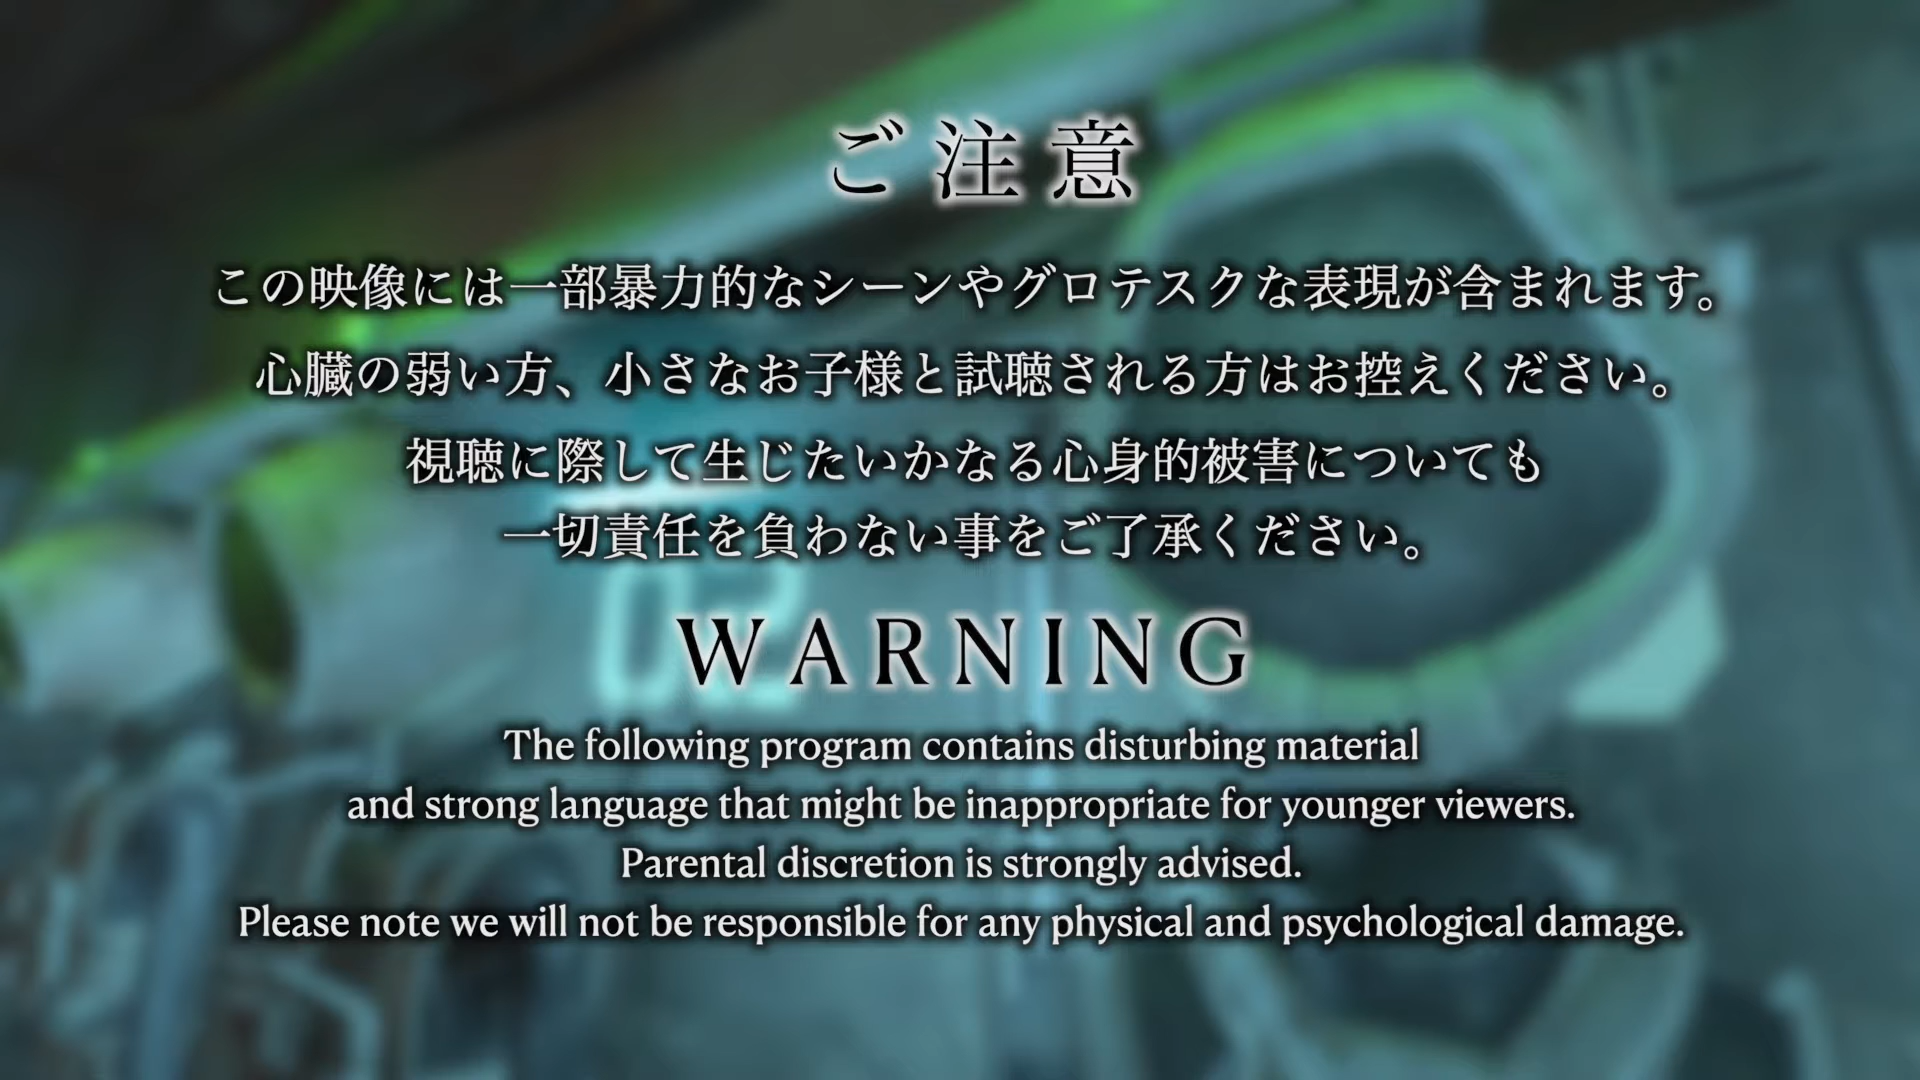 ご注意
この映像には一部暴力的なシーンやグロテスクな表現が含まれます。
心臓の弱い方、小さなお子様と試聴される方はお控えください。
視聴に際して生じたいかなる心身的被害についても
一切責任を負わない事をご了承ください。
02
WARNING
The following program contains disturbing material
and strong language that might be inappropriate for younger viewers.
Parental discretion is strongly advised.
Please note we will not be responsible for any physical and psychological damage.